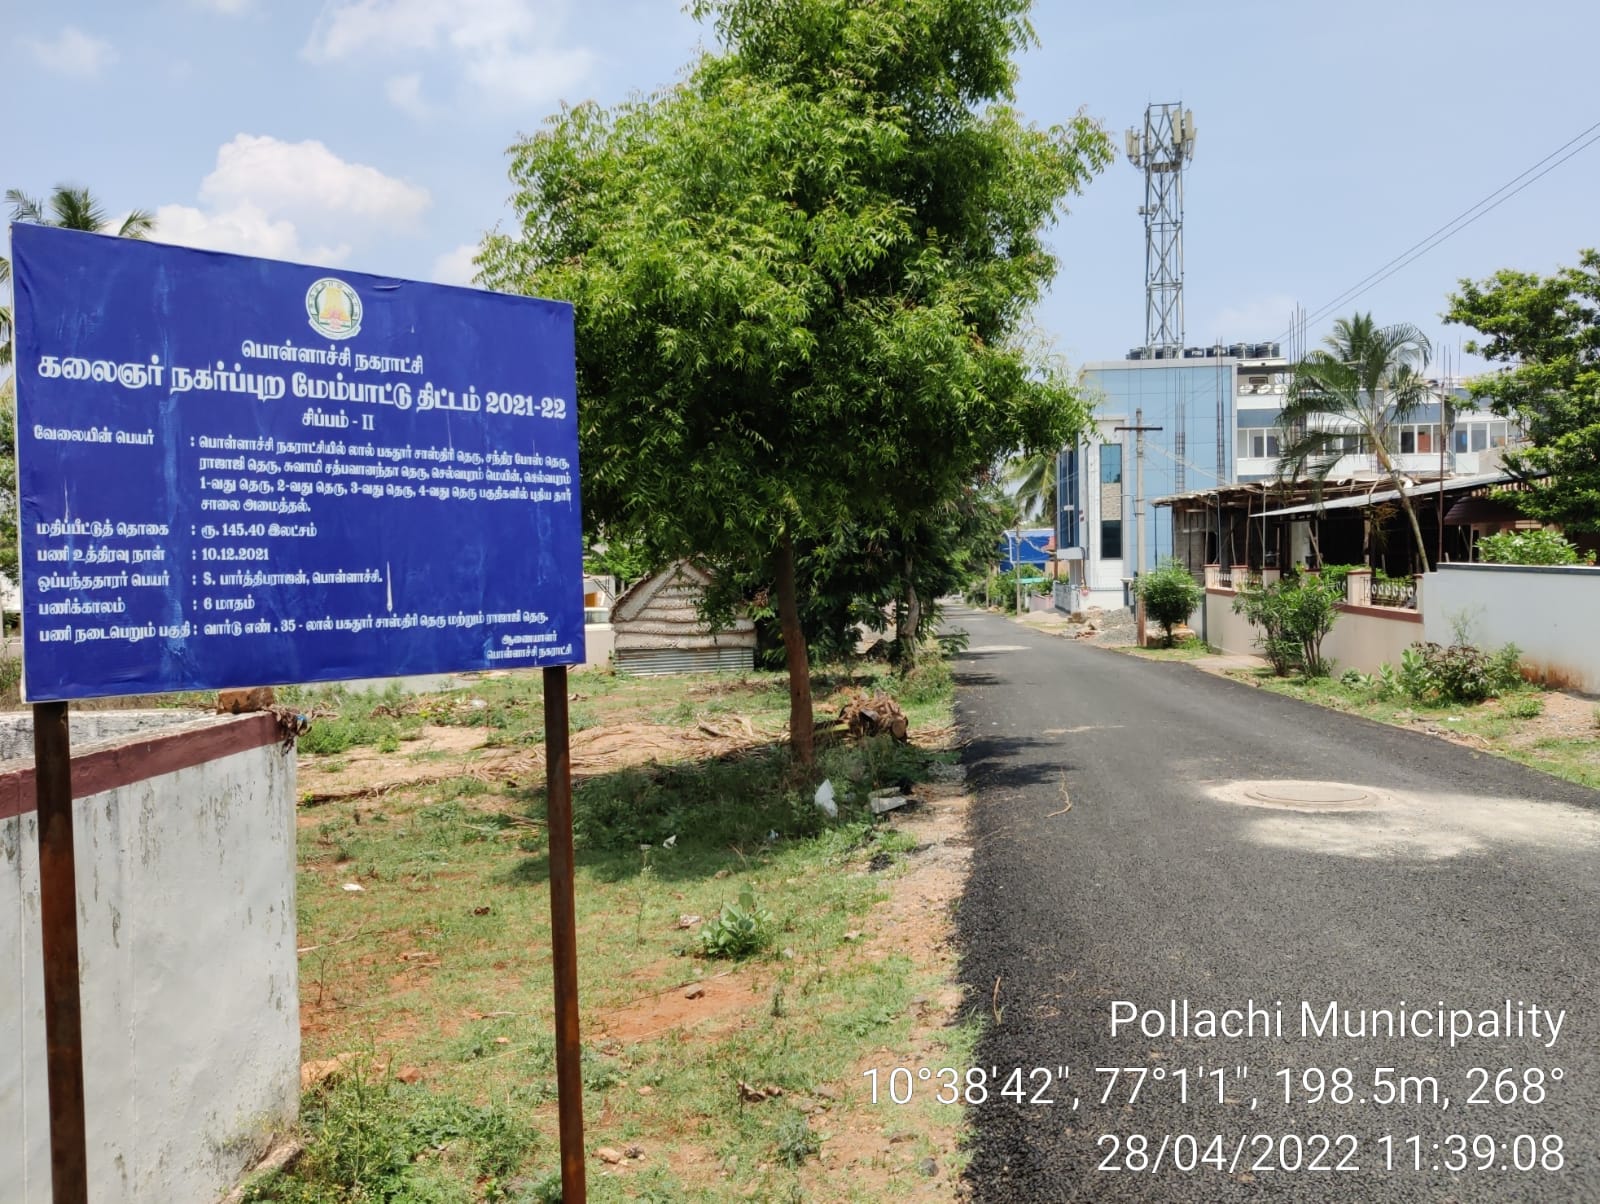 பொள்ளாச்சி நகராட்சி
கலைஞர் நகர்ப்புற மேம்பாட்டு திட்டம் 2021-22
சிப்பம் - II
வேலையின் பெயர் : பொள்ளாச்சி நகராட்சியில் லால் பகதூர் சாஸ்திரி தெரு, சந்திர போஸ் தெரு,
ராஜாஜி தெரு, சுவாமி சத்பவானந்தா தெரு, செல்வபுரம் மெயின், செல்வபுரம்
1-வது தெரு, 2-வது தெரு, 3-வது தெரு, 4-வது தெரு பகுதிகளில் புதிய தார்
சாலை அமைத்தல்.
மதிப்பீட்டுத் தொகை : ரூ. 145.40 இலட்சம்
பணி உத்திரவு நாள் : 10.12.2021
ஒப்பந்ததாரர் பெயர் : S. பார்த்திபராஜன், பொள்ளாச்சி.
பணிக்காலம் : 6 மாதம்
பணி நடைபெறும் பகுதி : வார்டு எண் . 35 - லால் பகதூர் சாஸ்திரி தெரு மற்றும் ராஜாஜி தெரு.
ஆணையாளர்
பொள்ளாச்சி நகராட்சி
Pollachi Municipality
10°38'42", 77°1'1", 198.5m, 268°
28/04/2022 11:39:08